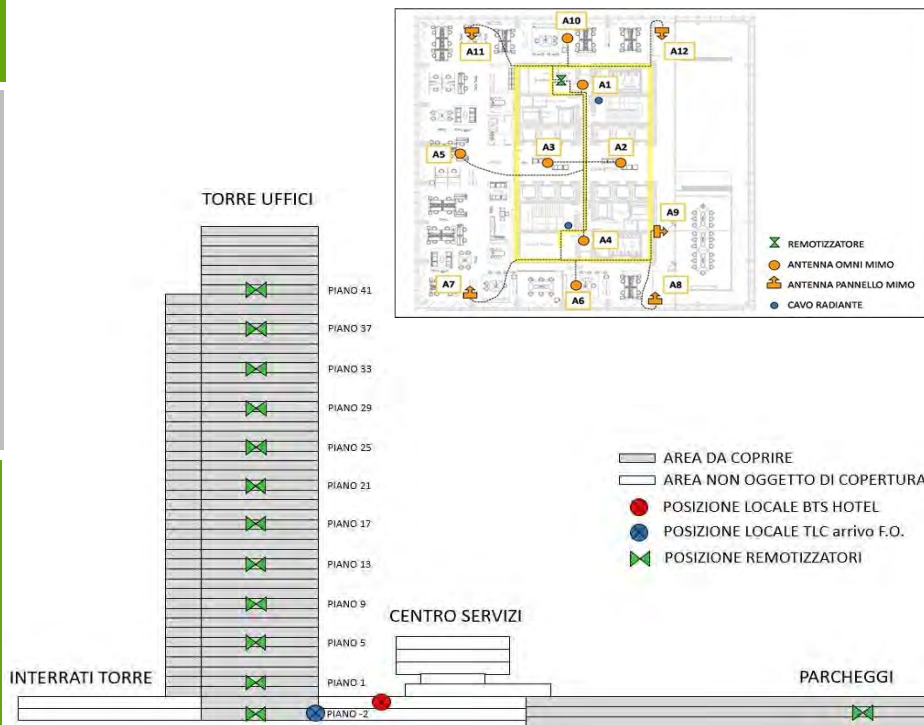 A10
A11
A12
A1
A3
A2
A5
A9
A4
A7
A6
A8
REMOTIZZATORE
ANTENNA OMNI MIMO
ANTENNA PANNELLO MIMO
CAVO RADIANTE
TORRE UFFICI
PIANO 41
PIANO 37
PIANO 33
PIANO 29
PIANO 25
PIANO 21
PIANO 17
PIANO 13
PIANO 9
PIANO 5
PIANO 1
PIANO -2
AREA DA COPRIRE
AREA NON OGGETTO DI COPERTURA
POSIZIONE LOCALE BTS HOTEL
POSIZIONE LOCALE TLC arrivo F.O.
POSIZIONE REMOTIZZATORI
CENTRO SERVIZI
INTERRATI TORRE
PARCHEGGI